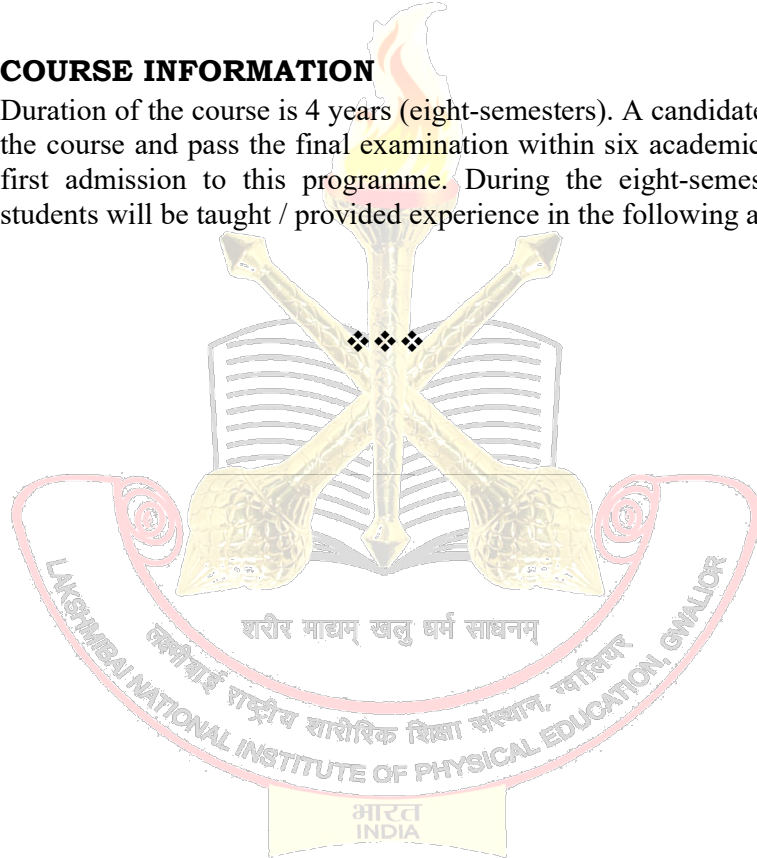 COURSE INFORMATION
Duration of the course is 4 years (eight-semesters). A candidate
the course and pass the final examination within six academic
first admission to this programme. During the eight-semes
students will be taught / provided experience in the following a
शरीर माद्यम् खलु धर्म साधनम्
लक्ष्मीबाई राष्ट्रीय शारीरिक शिक्षा संस्थान, ग्वालियर
LAKSHMIBAI NATIONAL INSTITUTE OF PHYSICAL EDUCATION, GWALIOR
भारत
INDIA